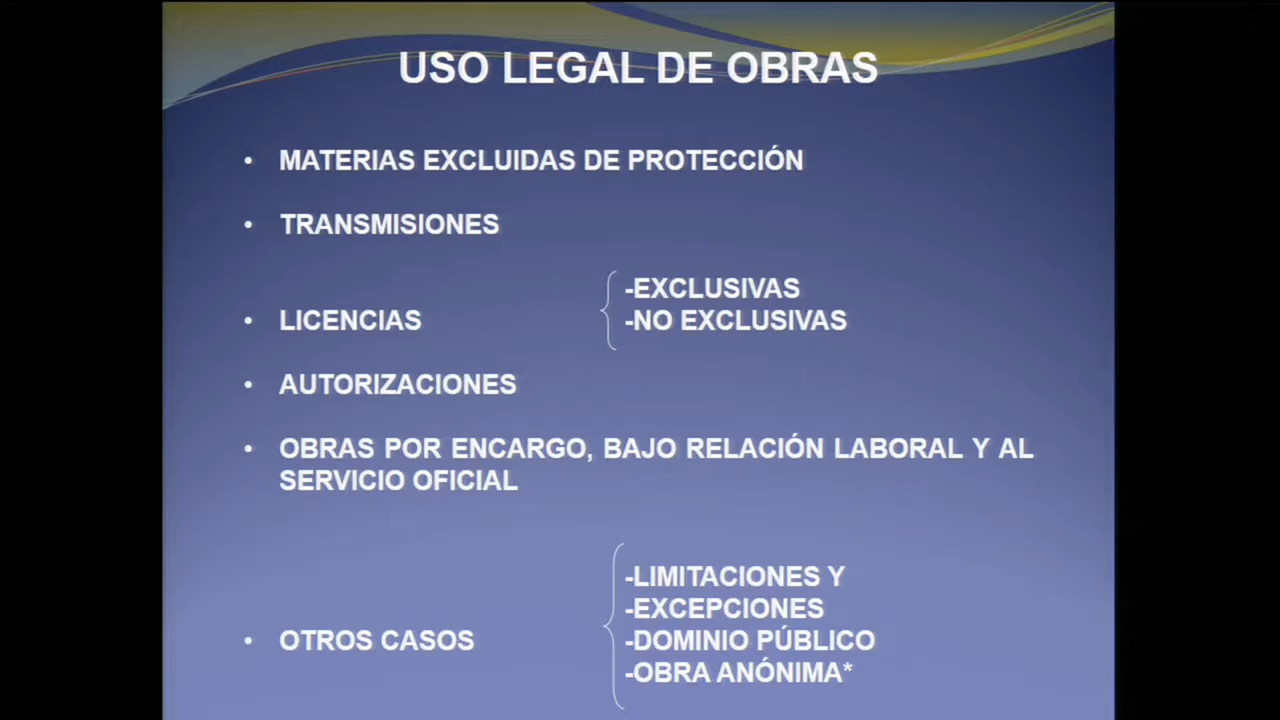 USO LEGAL DE OBRAS
• MATERIAS EXCLUIDAS DE PROTECCIÓN
• TRANSMISIONES
-EXCLUSIVAS
• LICENCIAS -NO EXCLUSIVAS
• AUTORIZACIONES
• OBRAS POR ENCARGO, BAJO RELACIÓN LABORAL Y AL
SERVICIO OFICIAL
-LIMITACIONES Y
-EXCEPCIONES
• OTROS CASOS -DOMINIO PÚBLICO
-OBRA ANÓNIMA*